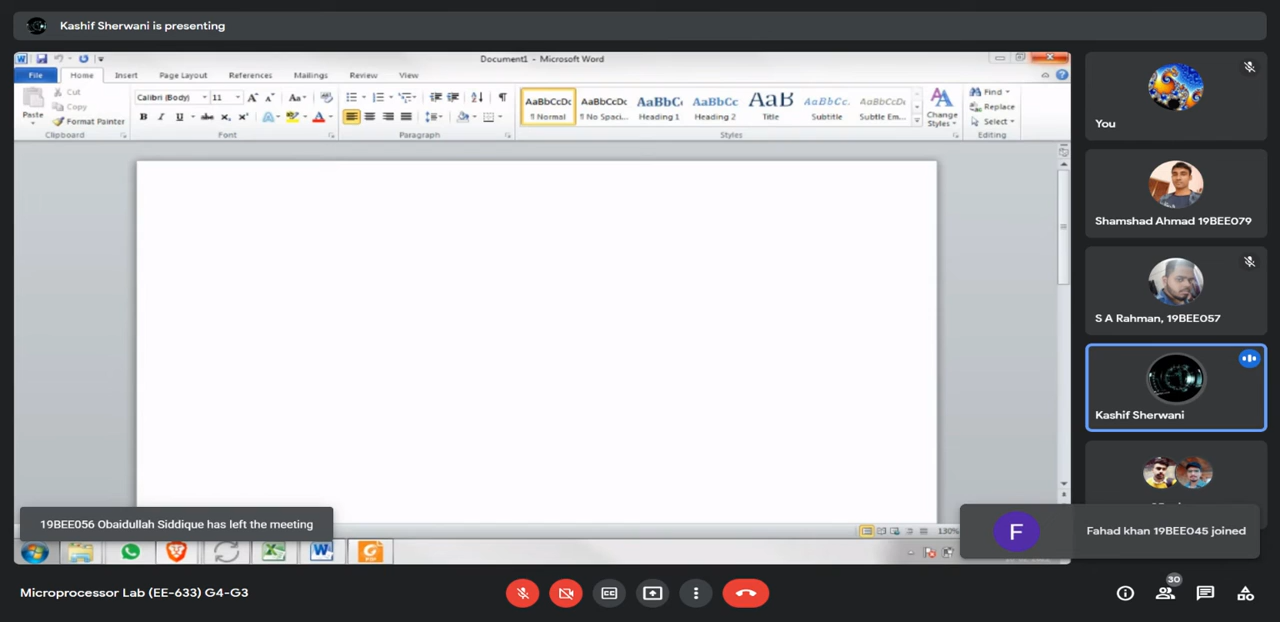 Kashif Sherwani is presenting
Document1 - Microsoft Word
File Home Insert Page Layout References Mailings Review View
Paste
Cut
Copy
Format Painter
Clipboard
Calibri (Body) 11
Aa
B I U abc x, x
Font
Paragraph
AaBbCcDc AaBbCcDc AaBbC AaBbCc AaB AaBbCc. AaBbCcDc
¶ Normal ¶ No Spaci... Heading 1 Heading 2 Title Subtitle Subtle Em...
Change
Styles
Styles
Find
Replace
Select
Editing
You
Shamshad Ahmad 19BEE079
S A Rahman, 19BEE057
Kashif Sherwani
19BEE056 Obaidullah Siddique has left the meeting
130%
F
Fahad khan 19BEE045 joined
Microprocessor Lab (EE-633) G4-G3
30